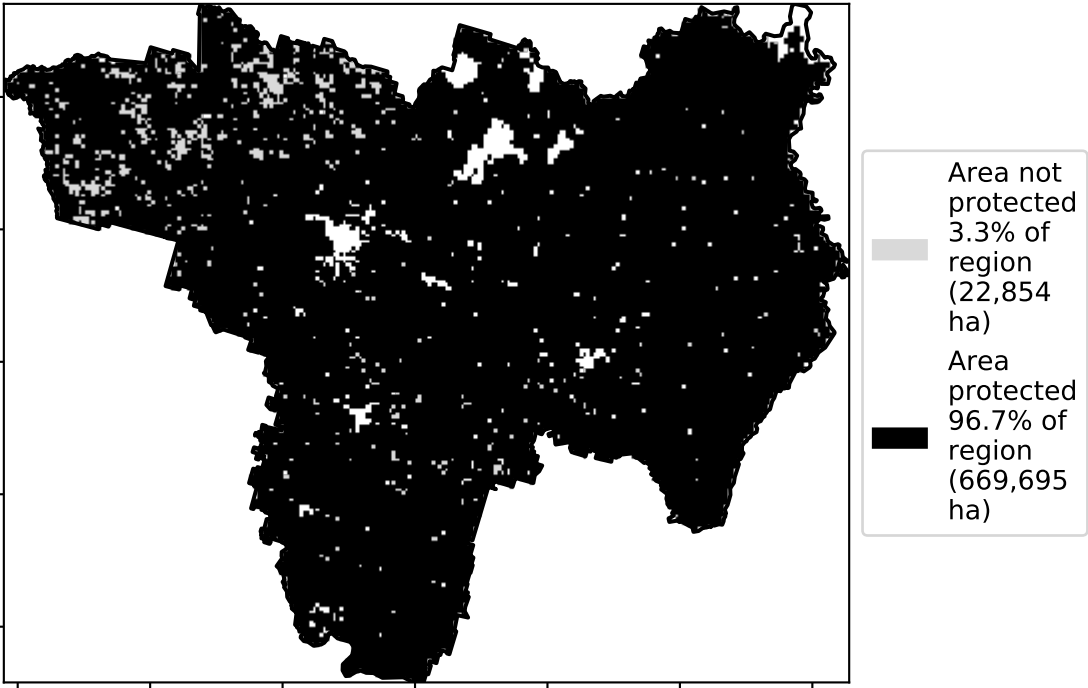 Area not
protected
3.3% of
region
(22,854
ha)
Area
protected
96.7% of
region
(669,695
ha)